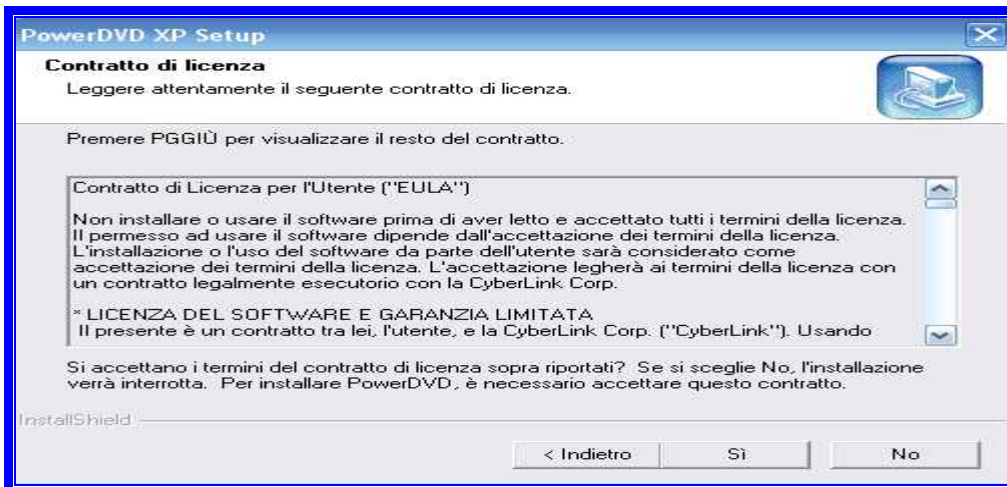 PowerDVD XP Setup
Contratto di licenza
Leggere attentamente il seguente contratto di licenza.
Premere PGGIÙ per visualizzare il resto del contratto.
Contratto di Licenza per l'Utente ("EULA")
Non installare o usare il software prima di aver letto e accettato tutti i termini della licenza.
Il permesso ad usare il software dipende dall'accettazione dei termini della licenza.
L'installazione o l'uso del software da parte dell'utente sarà considerato come
accettazione dei termini della licenza. L'accettazione legherà ai termini della licenza con
un contratto legalmente esecutorio con la CyberLink Corp.
* LICENZA DEL SOFTWARE E GARANZIA LIMITATA
Il presente è un contratto tra lei, l'utente, e la CyberLink Corp. ("CyberLink"). Usando
Si accettano i termini del contratto di licenza sopra riportati? Se si sceglie No, l'installazione
verrà interrotta. Per installare PowerDVD, è necessario accettare questo contratto.
InstallShield
< Indietro Sì No